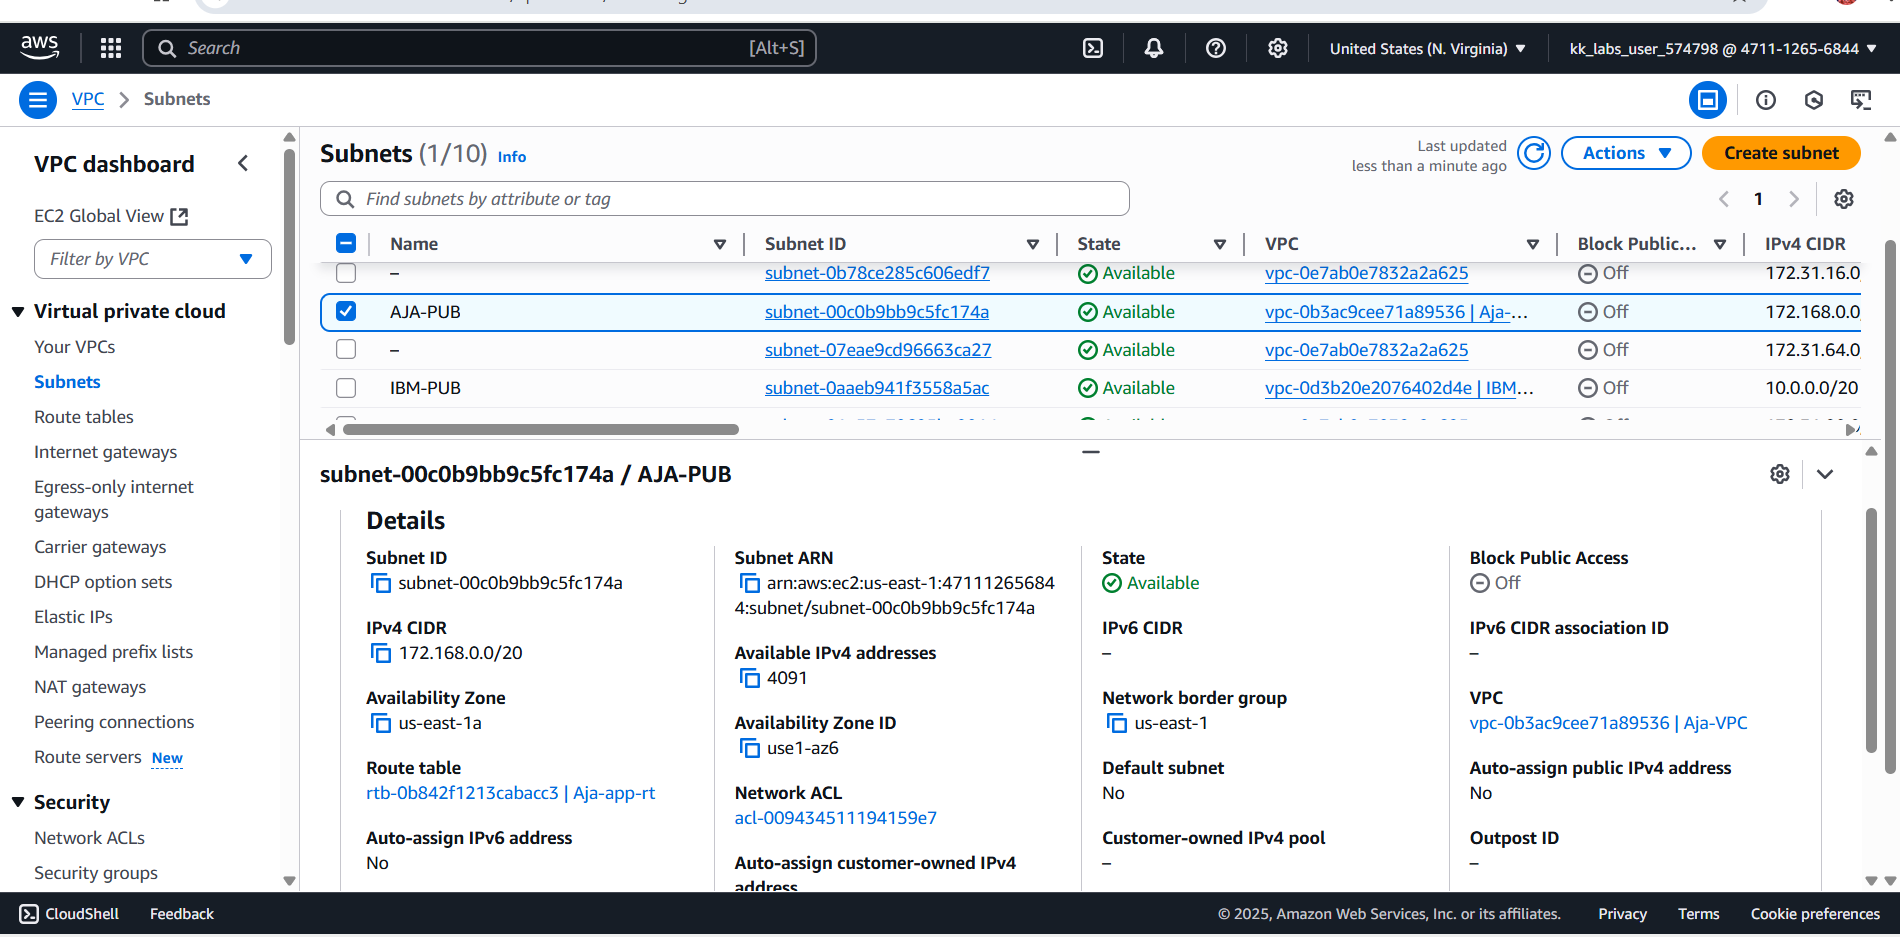 aws
Search
[Alt+S]
United States (N. Virginia)
kk_labs_user_574798 @ 4711-1265-6844
VPC
Subnets
VPC dashboard
EC2 Global View
Filter by VPC
Virtual private cloud
Your VPCs
Subnets
Route tables
Internet gateways
Egress-only internet
gateways
Carrier gateways
DHCP option sets
Elastic IPs
Managed prefix lists
NAT gateways
Peering connections
Route servers New
Security
Network ACLs
Security groups
Subnets (1/10) Info
Last updated
less than a minute ago
Actions
Create subnet
Find subnets by attribute or tag
1
Name Subnet ID State VPC Block Public... IPv4 CIDR
– subnet-0b78ce285c606edf7 Available vpc-0e7ab0e7832a2a625 Off 172.31.16.0
AJA-PUB subnet-00c0b9bb9c5fc174a Available vpc-0b3ac9cee71a89536 | Aja-... Off 172.168.0.0
– subnet-07eae9cd96663ca27 Available vpc-0e7ab0e7832a2a625 Off 172.31.64.0
IBM-PUB subnet-0aaeb941f3558a5ac Available vpc-0d3b20e2076402d4e | IBM... Off 10.0.0.0/20
subnet-00c0b9bb9c5fc174a / AJA-PUB
Details
Subnet ID
subnet-00c0b9bb9c5fc174a
IPv4 CIDR
172.168.0.0/20
Availability Zone
us-east-1a
Route table
rtb-0b842f1213cabacc3 | Aja-app-rt
Auto-assign IPv6 address
No
Subnet ARN
arn:aws:ec2:us-east-1:47111265684
4:subnet/subnet-00c0b9bb9c5fc174a
Available IPv4 addresses
4091
Availability Zone ID
use1-az6
Network ACL
acl-009434511194159e7
Auto-assign customer-owned IPv4
address
State
Available
IPv6 CIDR
–
Network border group
us-east-1
Default subnet
No
Customer-owned IPv4 pool
–
Block Public Access
Off
IPv6 CIDR association ID
–
VPC
vpc-0b3ac9cee71a89536 | Aja-VPC
Auto-assign public IPv4 address
No
Outpost ID
–
CloudShell
Feedback
© 2025, Amazon Web Services, Inc. or its affiliates.
Privacy
Terms
Cookie preferences